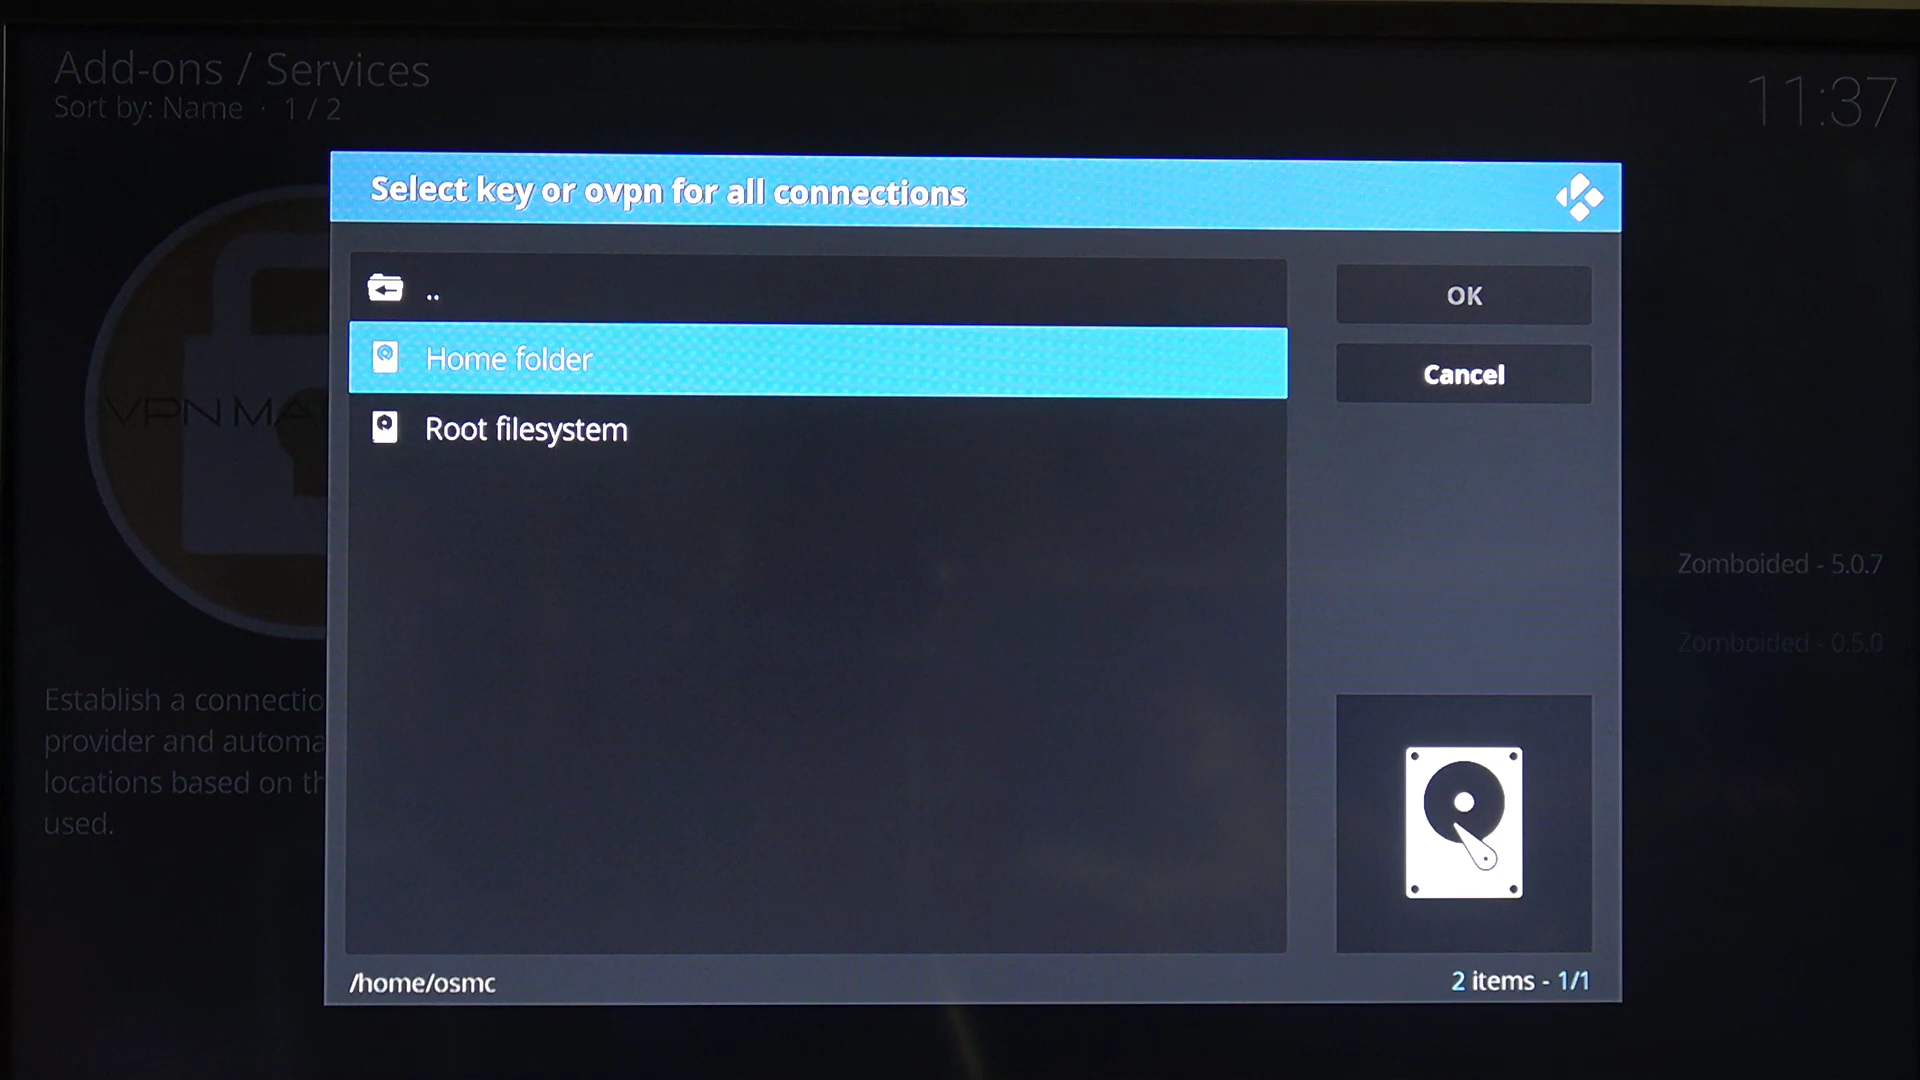 Add-ons / Services
Sort by: Name · 1 / 2
11:37
Select key or ovpn for all connections
..
Home folder
Root filesystem
OK
Cancel
VPN MA
Zomboided - 5.0.7
Zomboided - 0.5.0
Establish a connectio
provider and automa
locations based on th
used.
/home/osmc
2 items - 1/1